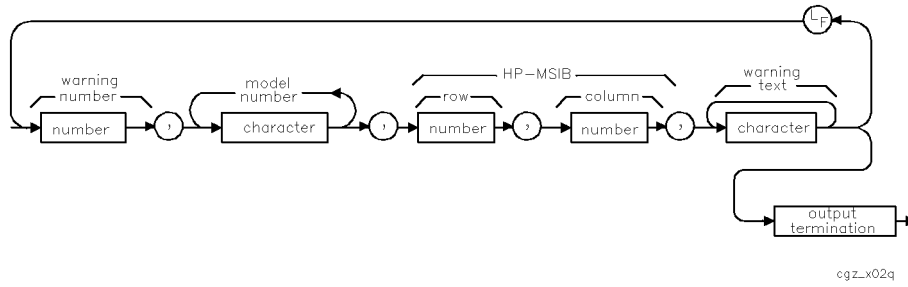 LF
HP-MSIB
warning
number
model
number
row
column
warning
text
number
,
character
,
number
,
number
,
character
output
termination
cgz_x02q